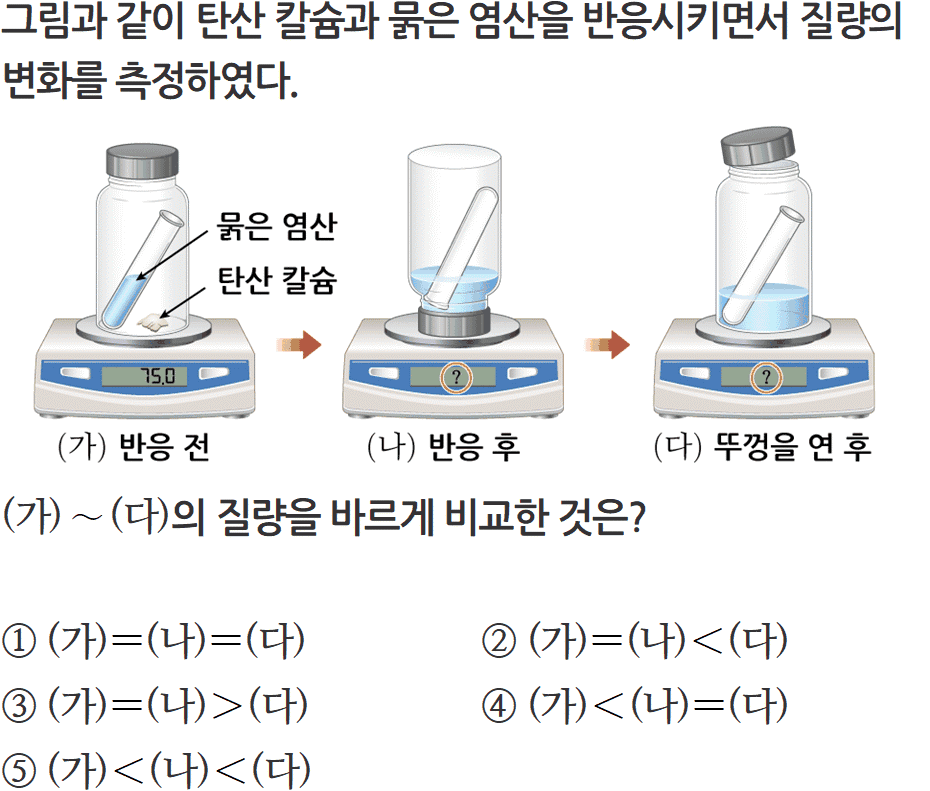 그림과 같이 탄산 칼슘과 묽은 염산을 반응시키면서 질량의
변화를 측정하였다.
묽은 염산
탄산 칼슘
75.0
?
?
(가) 반응 전
(나) 반응 후
(다) 뚜껑을 연 후
(가) ~ (다)의 질량을 바르게 비교한 것은?
① (가)=(나)=(다)
② (가)=(나)<(다)
③ (가)=(나)>(다)
④ (가)<(나)=(다)
⑤ (가)<(나)<(다)